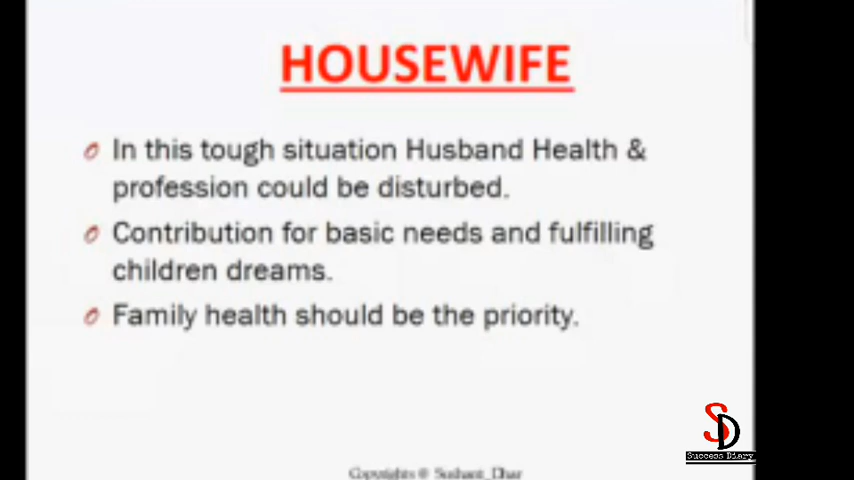 HOUSEWIFE
In this tough situation Husband Health &
profession could be disturbed.
Contribution for basic needs and fulfilling
children dreams.
Family health should be the priority.
SD
Success Diary
Copyrights © Sushant_Dhar